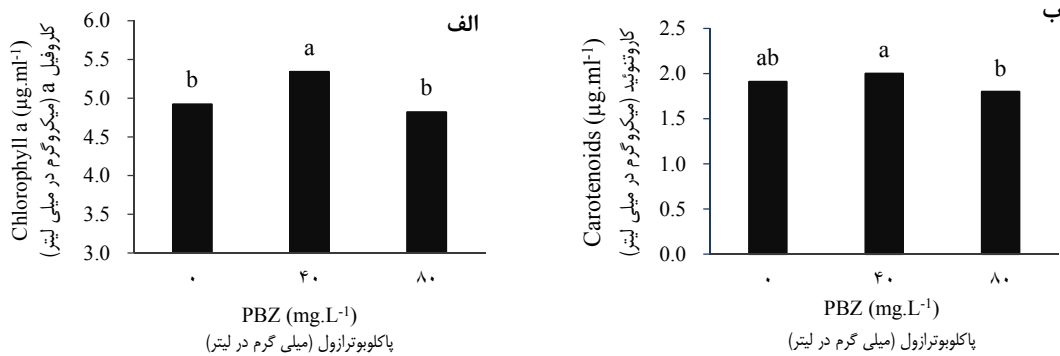 الف
Chlorophyll a (µg.ml-1)
کلروفیل a (میکروگرم در میلی لیتر)
6.0
5.5
5.0
4.5
4.0
3.5
3.0
b
a
b
۰
۴۰
۸۰
PBZ (mg.L-1)
پاکلوبوترازول (میلی گرم در لیتر)
ب
Carotenoids (µg.ml-1)
کاروتنوئید (میکروگرم در میلی لیتر)
2.5
2.0
1.5
1.0
0.5
0.0
ab
a
b
۰
۴۰
۸۰
PBZ (mg.L-1)
پاکلوبوترازول (میلی گرم در لیتر)